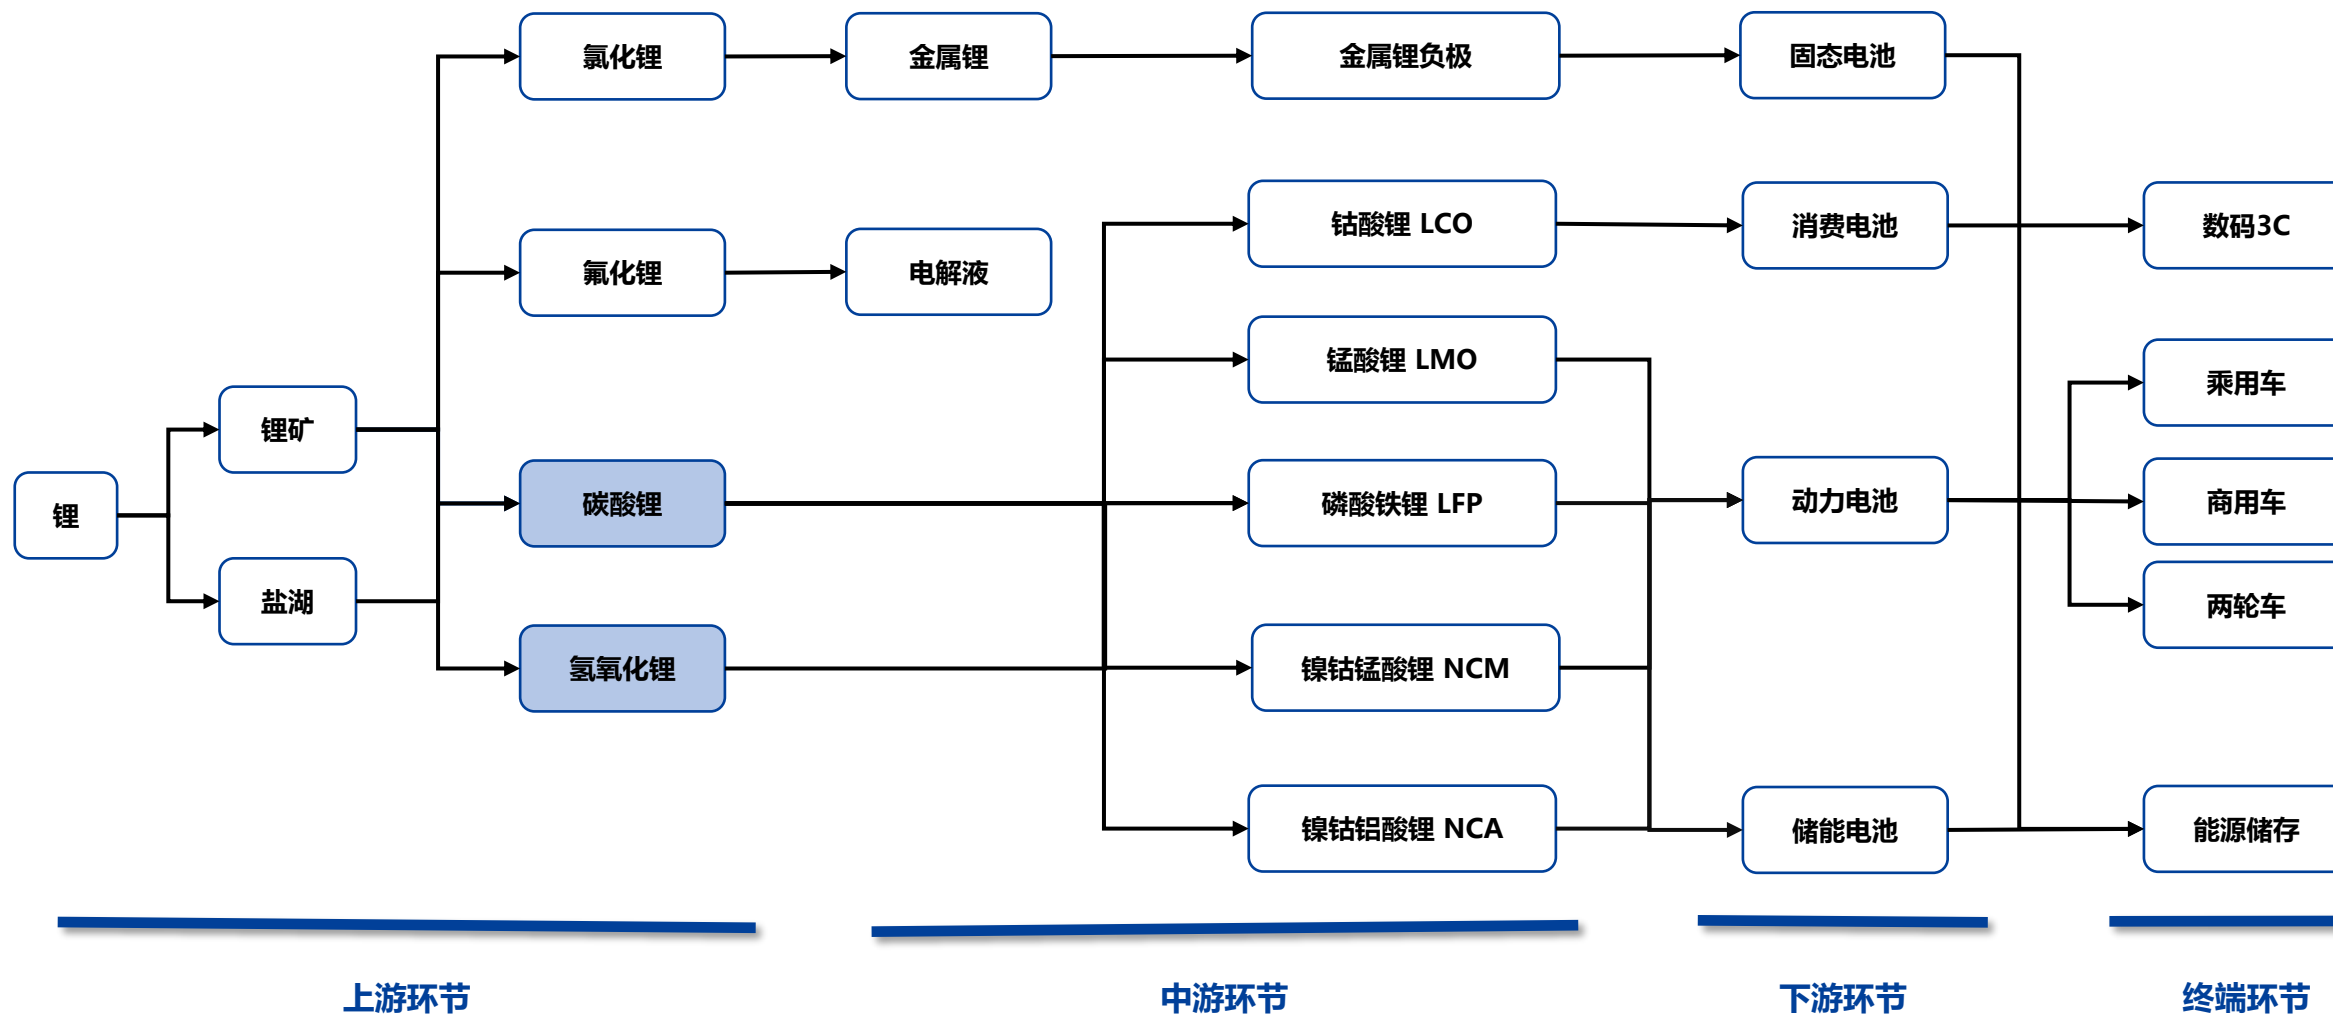 氯化锂
金属锂
金属锂负极
固态电池
钴酸锂 LCO
消费电池
数码3C
氟化锂
电解液
锰酸锂 LMO
乘用车
锂矿
碳酸锂
磷酸铁锂 LFP
动力电池
商用车
锂
盐湖
两轮车
氢氧化锂
镍钴锰酸锂 NCM
镍钴铝酸锂 NCA
储能电池
能源储存
上游环节
中游环节
下游环节
终端环节